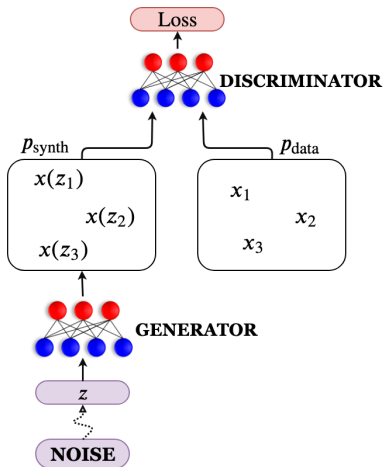 Loss
DISCRIMINATOR
p_synth
p_data
x(z_1)
x(z_2)
x(z_3)
x_1
x_2
x_3
GENERATOR
z
NOISE